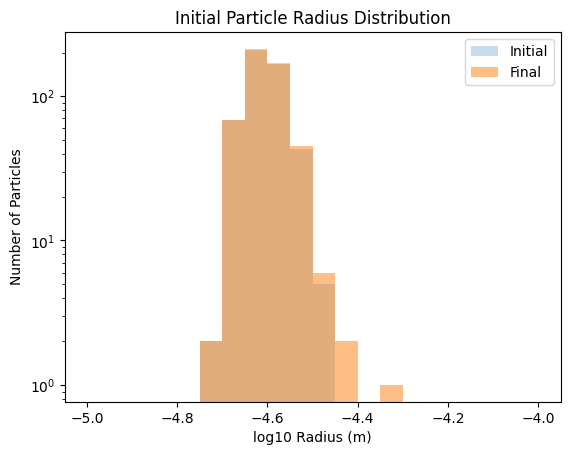 Initial Particle Radius Distribution
Initial
Final
Number of Particles
10²
10¹
10⁰
−5.0 −4.8 −4.6 −4.4 −4.2 −4.0
log10 Radius (m)